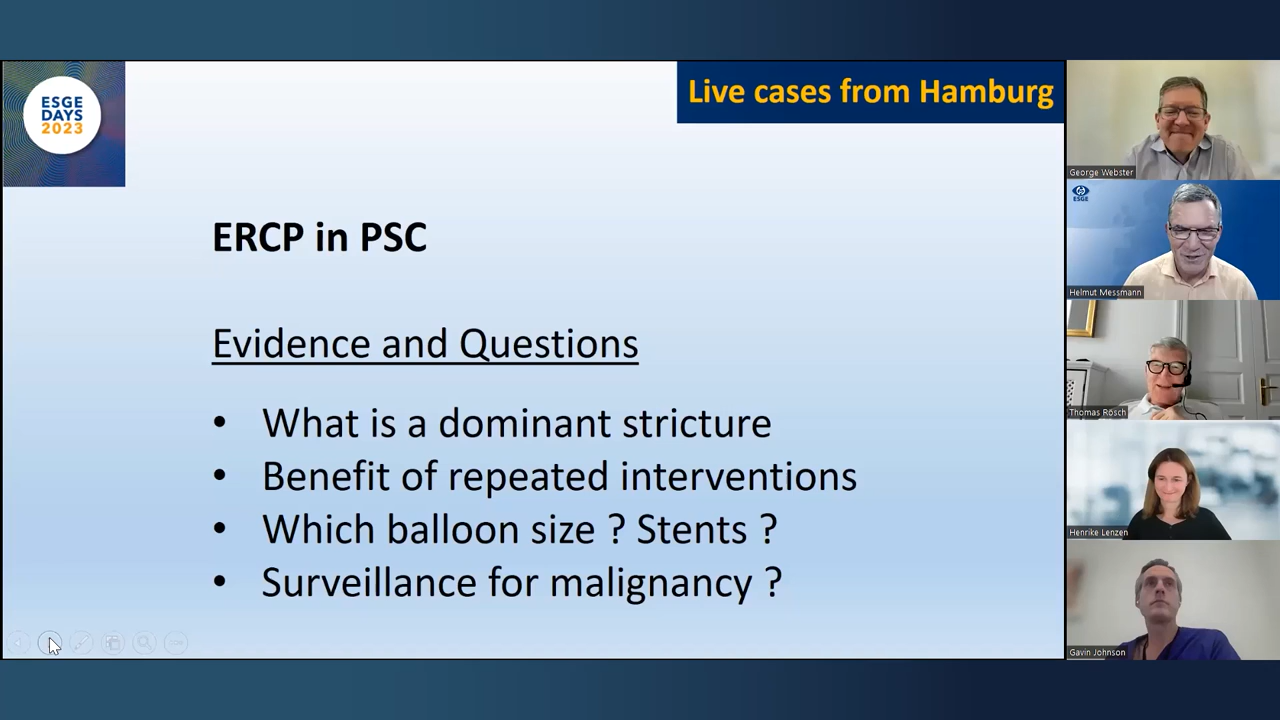 ESGE
DAYS
2023
Live cases from Hamburg
ERCP in PSC
Evidence and Questions
• What is a dominant stricture
• Benefit of repeated interventions
• Which balloon size ? Stents ?
• Surveillance for malignancy ?
George Webster
ESGE
Helmut Messmann
Thomas Rösch
Henrike Lenzen
Gavin Johnson